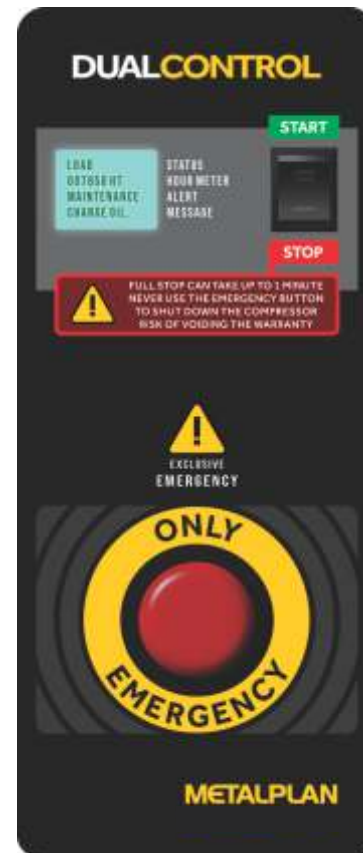 DUALCONTROL
START
LOAD
STATUS
HOUR METER
MAINTENANCE
ALERT
CHANGE OIL
MESSAGE
STOP
FULL STOP CAN TAKE UP TO 1 MINUTE
NEVER USE THE EMERGENCY BUTTON
TO SHUT DOWN THE COMPRESSOR
RISK OF VOIDING THE WARRANTY
EXCLUSIVE
EMERGENCY
ONLY
EMERGENCY
METALPLAN